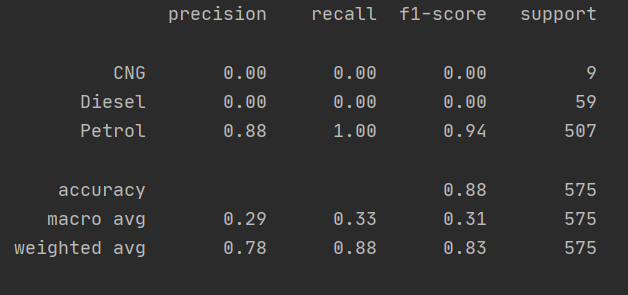 precision recall f1-score support
CNG 0.00 0.00 0.00 9
Diesel 0.00 0.00 0.00 59
Petrol 0.88 1.00 0.94 507
accuracy 0.88 575
macro avg 0.29 0.33 0.31 575
weighted avg 0.78 0.88 0.83 575